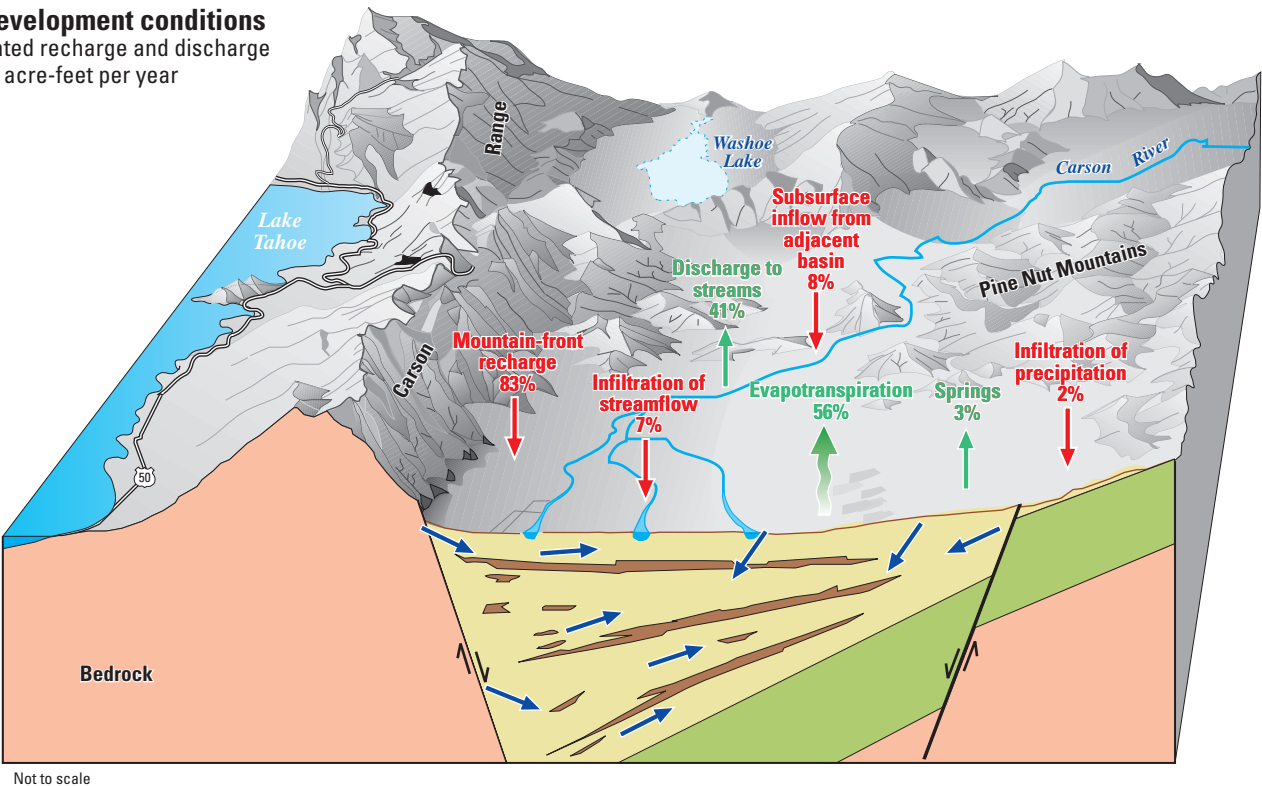 evelopment conditions
ated recharge and discharge
acre-feet per year
Range
Washoe
Lake
Carson River
Lake
Tahoe
Subsurface
inflow from
adjacent
basin
8%
Pine Nut Mountains
Discharge to
streams
41%
Carson
Mountain-front
recharge
83%
Infiltration of
streamflow
7%
Evapotranspiration
56%
Springs
3%
Infiltration of
precipitation
2%
50
Bedrock
Not to scale